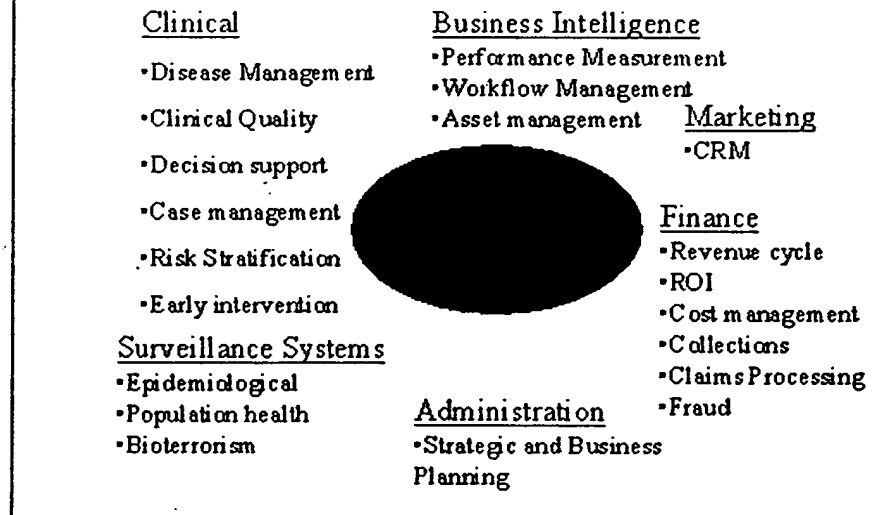 Clinical
•Disease Management
•Clinical Quality
•Decision support
•Case management
•Risk Stratification
•Early intervention
Business Intelligence
•Performance Measurement
•Workflow Management
•Asset management
Marketing
•CRM
Finance
•Revenue cycle
•ROI
•Cost management
•Collections
•Claims Processing
•Fraud
Surveillance Systems
•Epidemiological
•Population health
•Bioterrorism
Administration
•Strategic and Business
Planning